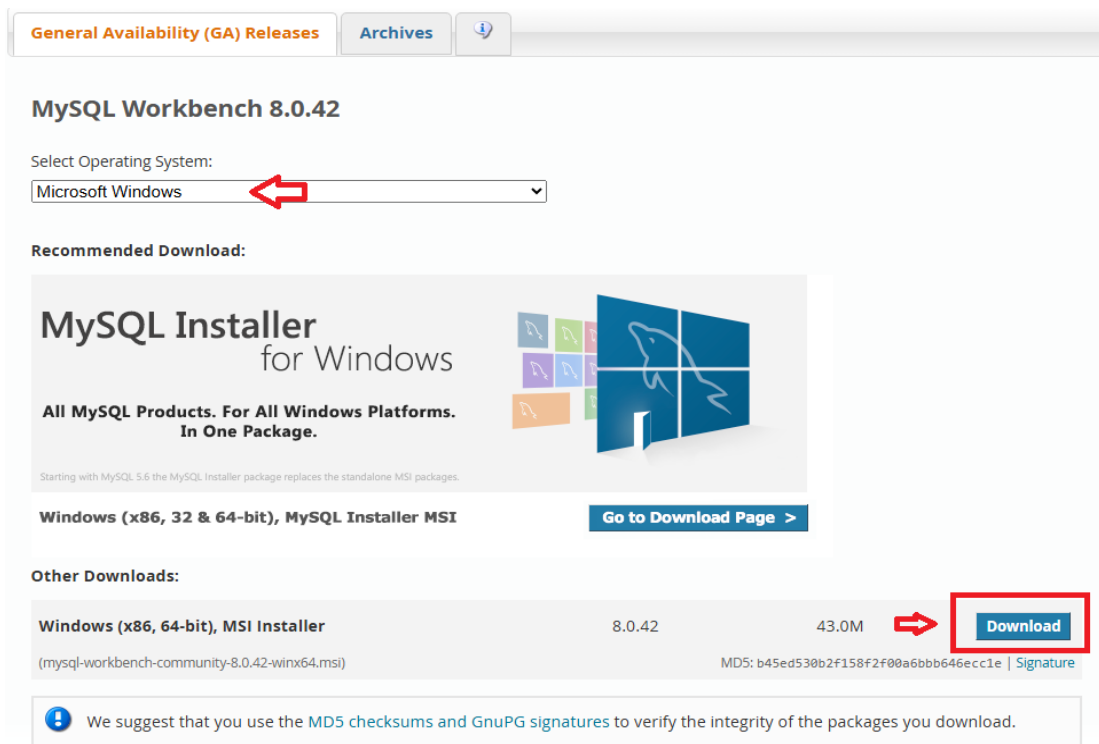 General Availability (GA) Releases
Archives
MySQL Workbench 8.0.42
Select Operating System:
Microsoft Windows
Recommended Download:
MySQL Installer
for Windows
All MySQL Products. For All Windows Platforms.
In One Package.
Starting with MySQL 5.6 the MySQL Installer package replaces the standalone MSI packages.
Windows (x86, 32 & 64-bit), MySQL Installer MSI
Go to Download Page >
Other Downloads:
Windows (x86, 64-bit), MSI Installer 8.0.42 43.0M Download
(mysql-workbench-community-8.0.42-winx64.msi) MD5: b45ed530b2f158f2f00a6bbb646ecc1e | Signature
We suggest that you use the MD5 checksums and GnuPG signatures to verify the integrity of the packages you download.